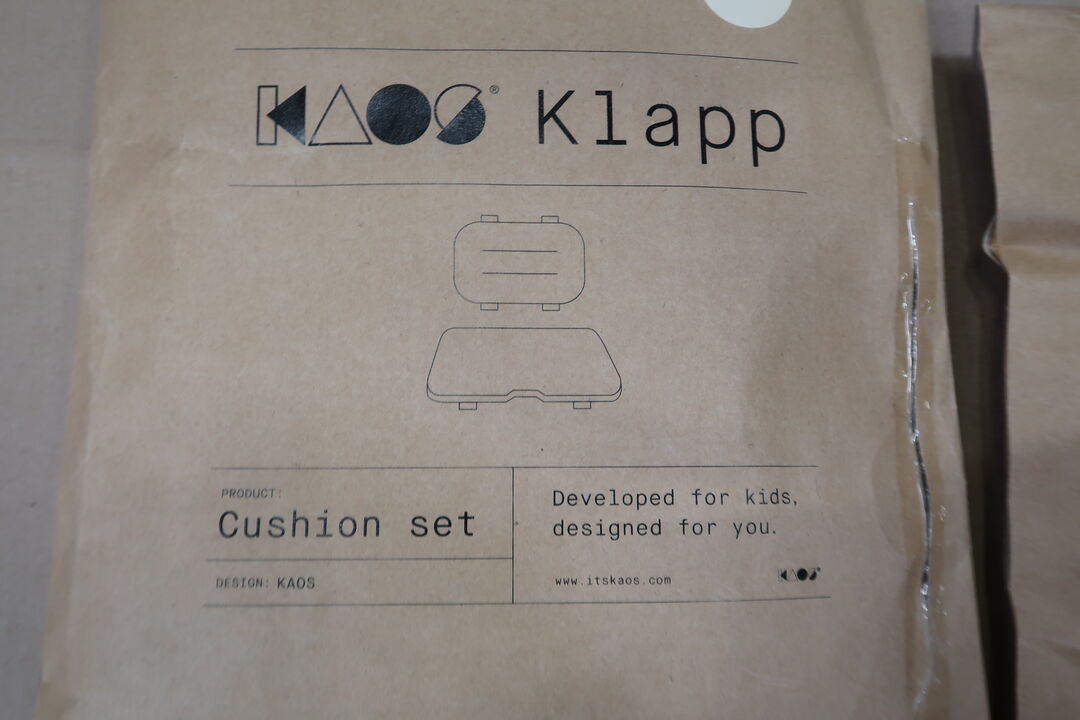 KAOS® Klapp
PRODUCT:
Cushion set
DESIGN: KAOS
Developed for kids,
designed for you.
www.itskaos.com
KAOS®